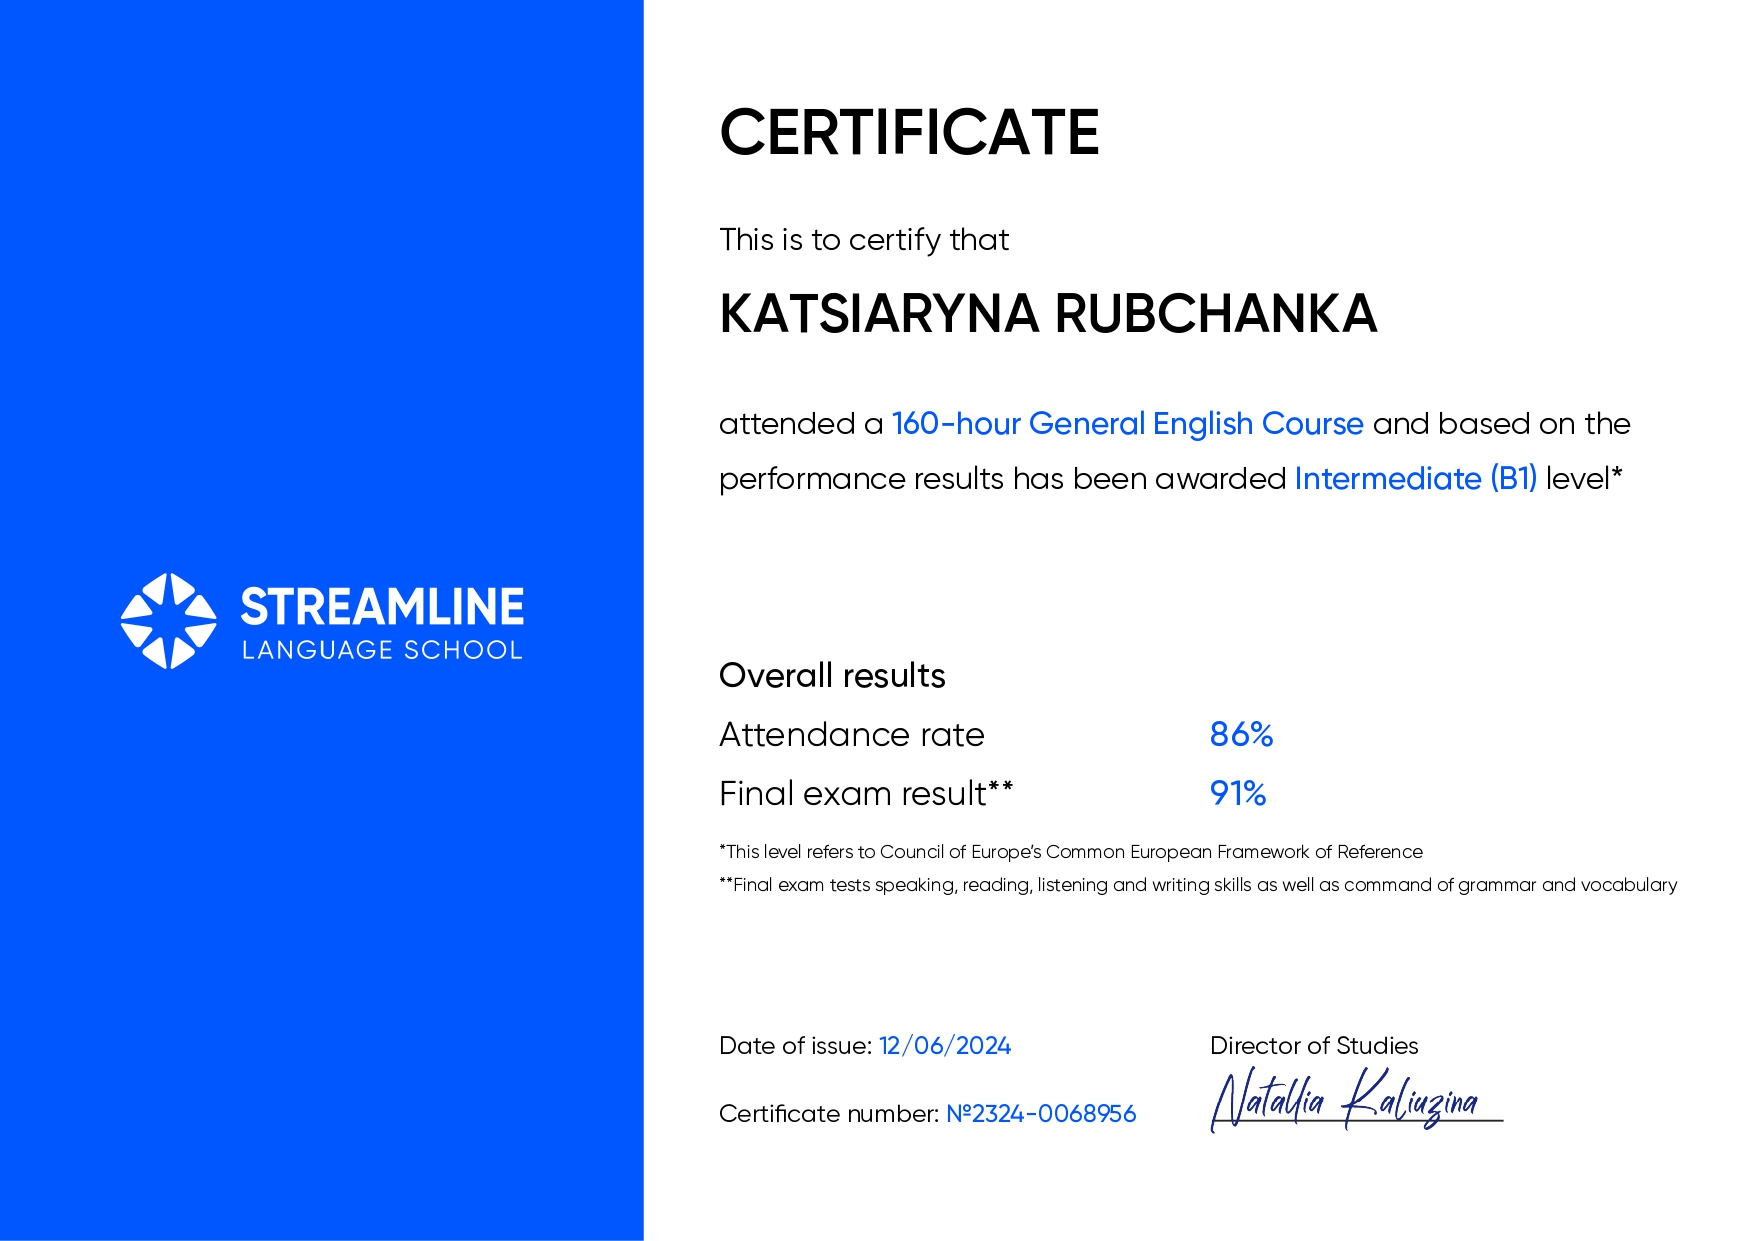 STREAMLINE
LANGUAGE SCHOOL
CERTIFICATE
This is to certify that
KATSIARYNA RUBCHANKA
attended a 160-hour General English Course and based on the
performance results has been awarded Intermediate (B1) level*
Overall results
Attendance rate 86%
Final exam result** 91%
*This level refers to Council of Europe’s Common European Framework of Reference
**Final exam tests speaking, reading, listening and writing skills as well as command of grammar and vocabulary
Date of issue: 12/06/2024
Director of Studies
Natallia Kaliuzina
Certificate number: №2324-0068956